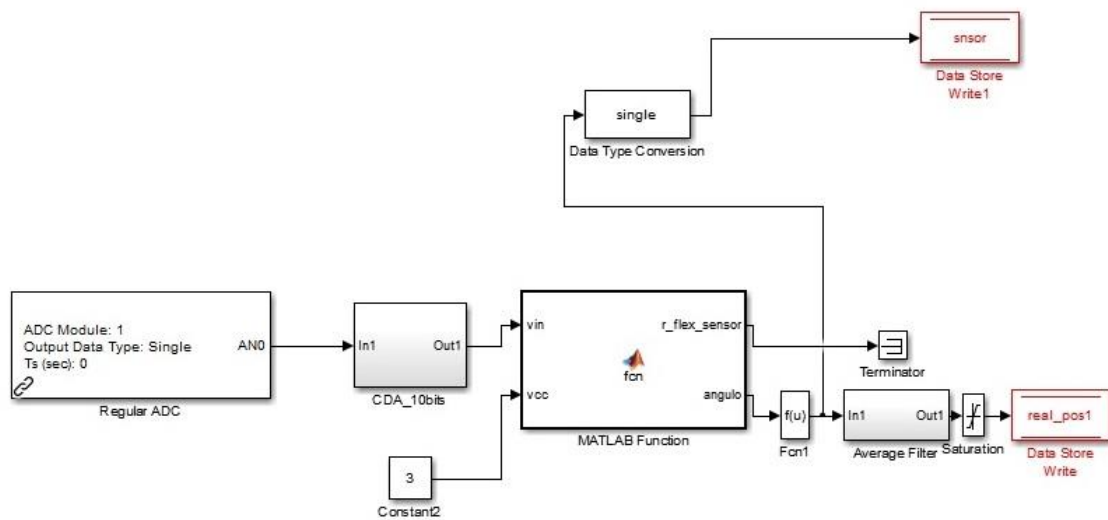 snsor
Data Store
Write1
single
Data Type Conversion
ADC Module: 1
Output Data Type: Single
Ts (sec): 0
AN0
Regular ADC
In1
Out1
CDA_10bits
vin
vcc
r_flex_sensor
angulo
fcn
MATLAB Function
3
Constant2
Terminator
f(u)
Fcn1
In1
Out1
Average Filter
Saturation
real_pos1
Data Store
Write